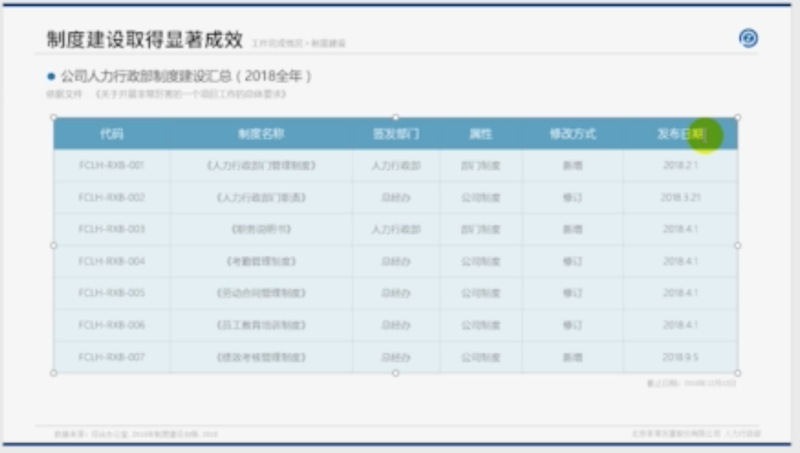 制度建设取得显著成效 工作完成情况 > 制度建设
公司人力行政部制度建设汇总（2018全年）
依据文件 《关于开展非常厉害的一个项目工作的总体要求》
代码 制度名称 签发部门 属性 修改方式 发布日期
FCLH-RXB-001 《人力行政部门管理制度》 人力行政部 部门制度 新增 2018.2.1
FCLH-RXB-002 《人力行政部门职责》 总经办 公司制度 修订 2018.3.21
FCLH-RXB-003 《职务说明书》 人力行政部 部门制度 新增 2018.4.1
FCLH-RXB-004 《考勤管理制度》 总经办 公司制度 修订 2018.4.1
FCLH-RXB-005 《劳动合同管理制度》 总经办 公司制度 修订 2018.4.1
FCLH-RXB-006 《员工教育培训制度》 总经办 公司制度 修订 2018.4.1
FCLH-RXB-007 《绩效考核管理制度》 总经办 公司制度 新增 2018.9.5
截止日期：
人力行政部